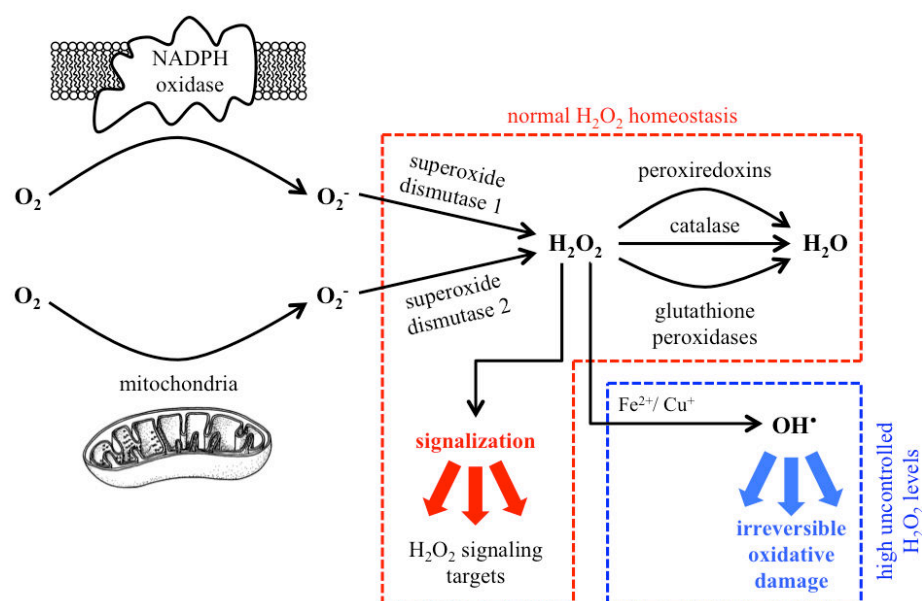 NADPH
oxidase
normal H₂O₂ homeostasis
O₂
O₂⁻
superoxide
dismutase 1
peroxiredoxins
H₂O₂
catalase
H₂O
O₂
O₂⁻
superoxide
dismutase 2
glutathione
peroxidases
mitochondria
Fe²⁺/ Cu⁺
OH•
signalization
H₂O₂ signaling
targets
irreversible
oxidative
damage
high uncontrolled
H₂O₂ levels